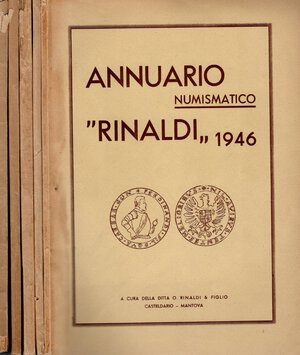 ANNUARIO
NUMISMATICO
"RINALDI„ 1946
A CURA DELLA DITTA O. RINALDI & FIGLIO
CASTELDARIO - MANTOVA